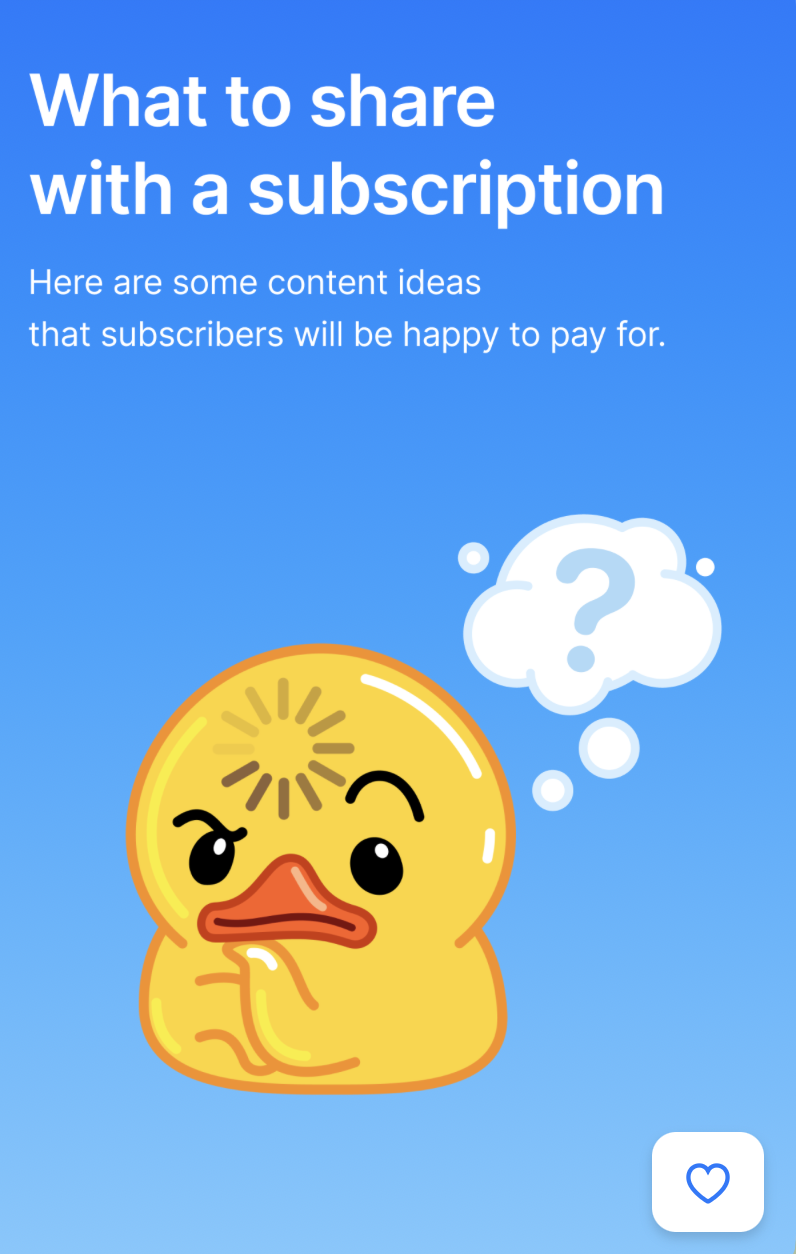 What to share
with a subscription
Here are some content ideas
that subscribers will be happy to pay for.
?